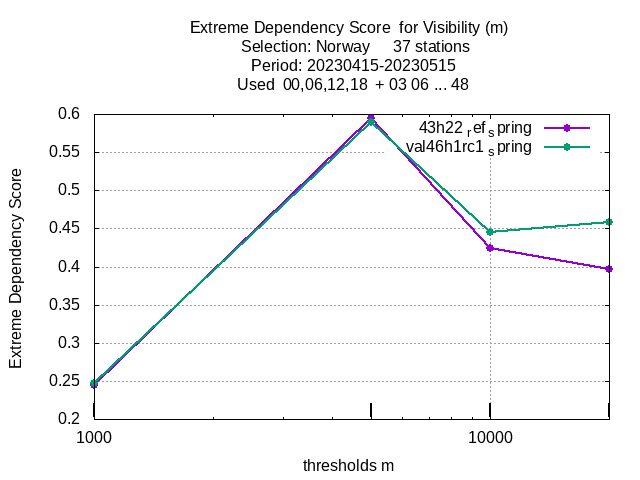 Extreme Dependency Score for Visibility (m)
Selection: Norway 37 stations
Period: 20230415-20230515
Used 00,06,12,18 + 03 06 ... 48
0.6
0.55
0.5
0.45
0.4
0.35
0.3
0.25
0.2
Extreme Dependency Score
43h22ref spring
val46h1rc1 spring
1000
10000
thresholds m